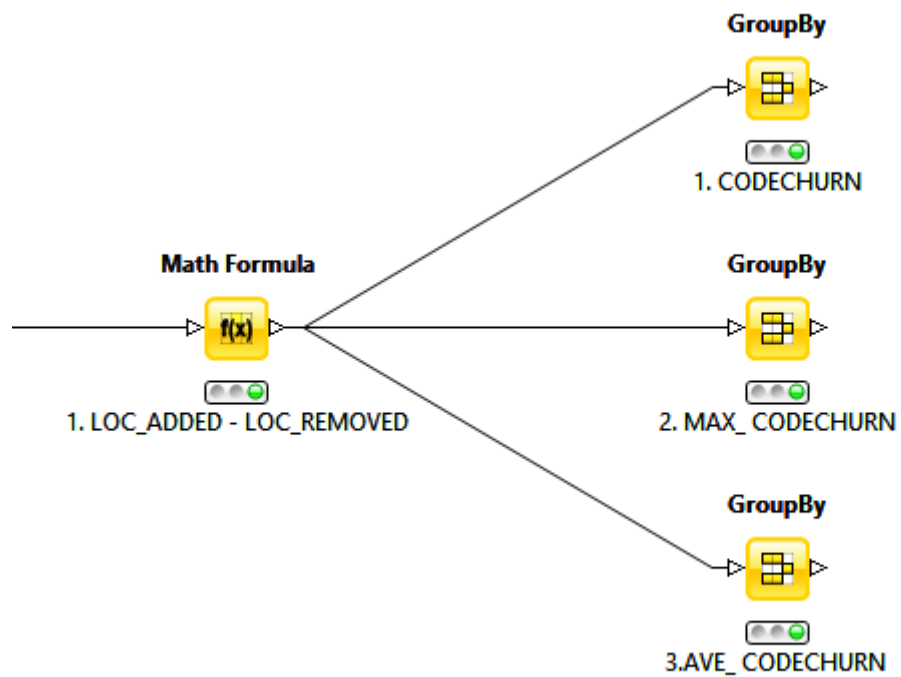 GroupBy
1. CODECHURN
Math Formula
f(x)
1. LOC_ADDED - LOC_REMOVED
GroupBy
2. MAX_ CODECHURN
GroupBy
3.AVE_ CODECHURN